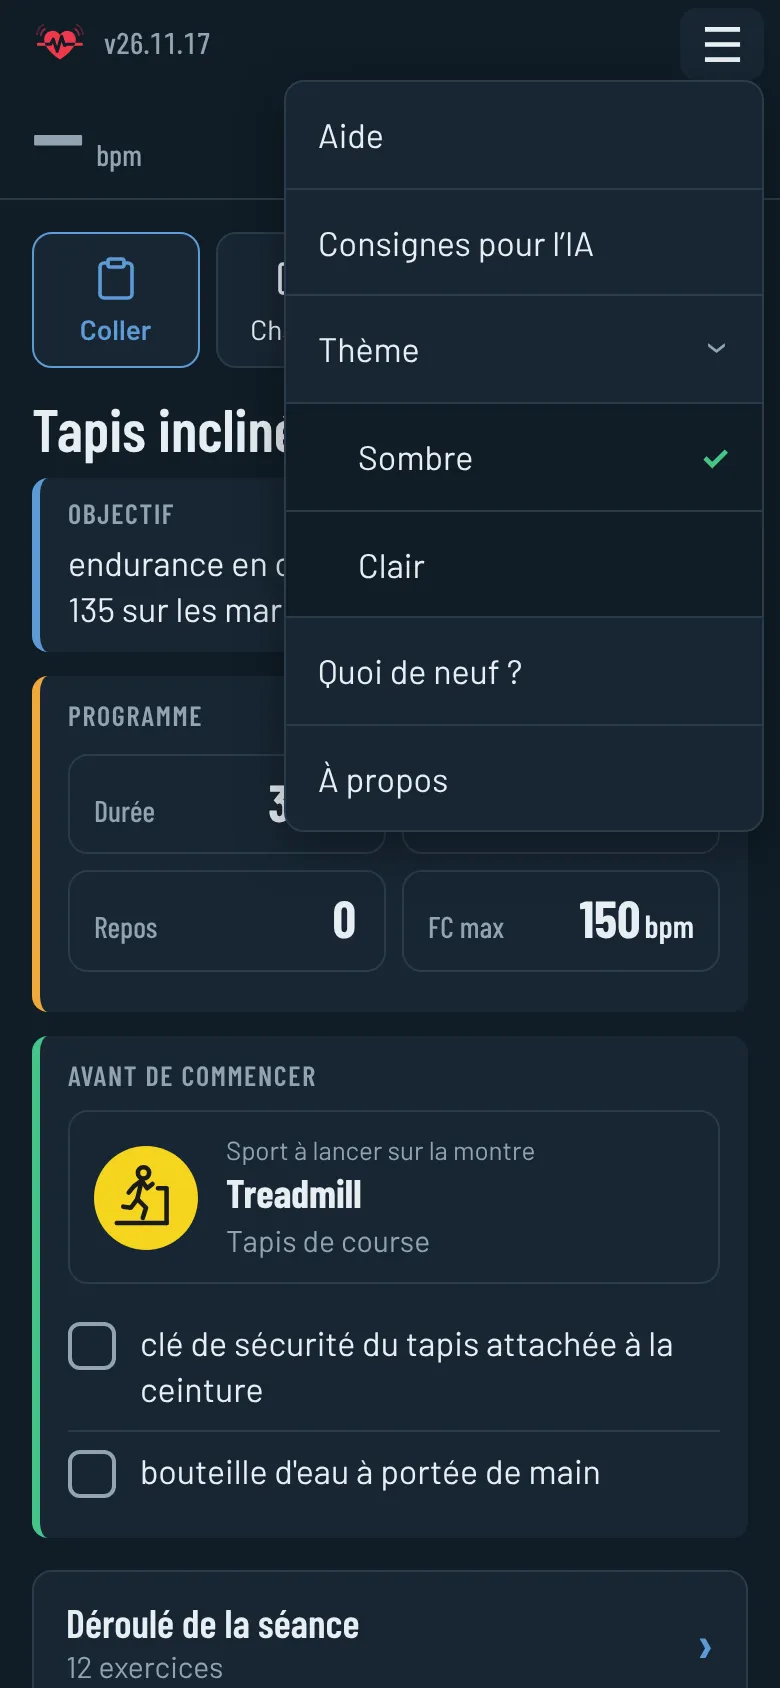 v26.11.17
bpm
Aide
Consignes pour l’IA
Thème
Sombre
Clair
Quoi de neuf ?
À propos
Coller
Tapis incliné
OBJECTIF
endurance en
135 sur les
PROGRAMME
Durée
Repos 0
FC max 150 bpm
AVANT DE COMMENCER
Sport à lancer sur la montre
Treadmill
Tapis de course
clé de sécurité du tapis attachée à la
ceinture
bouteille d'eau à portée de main
Déroulé de la séance
12 exercices